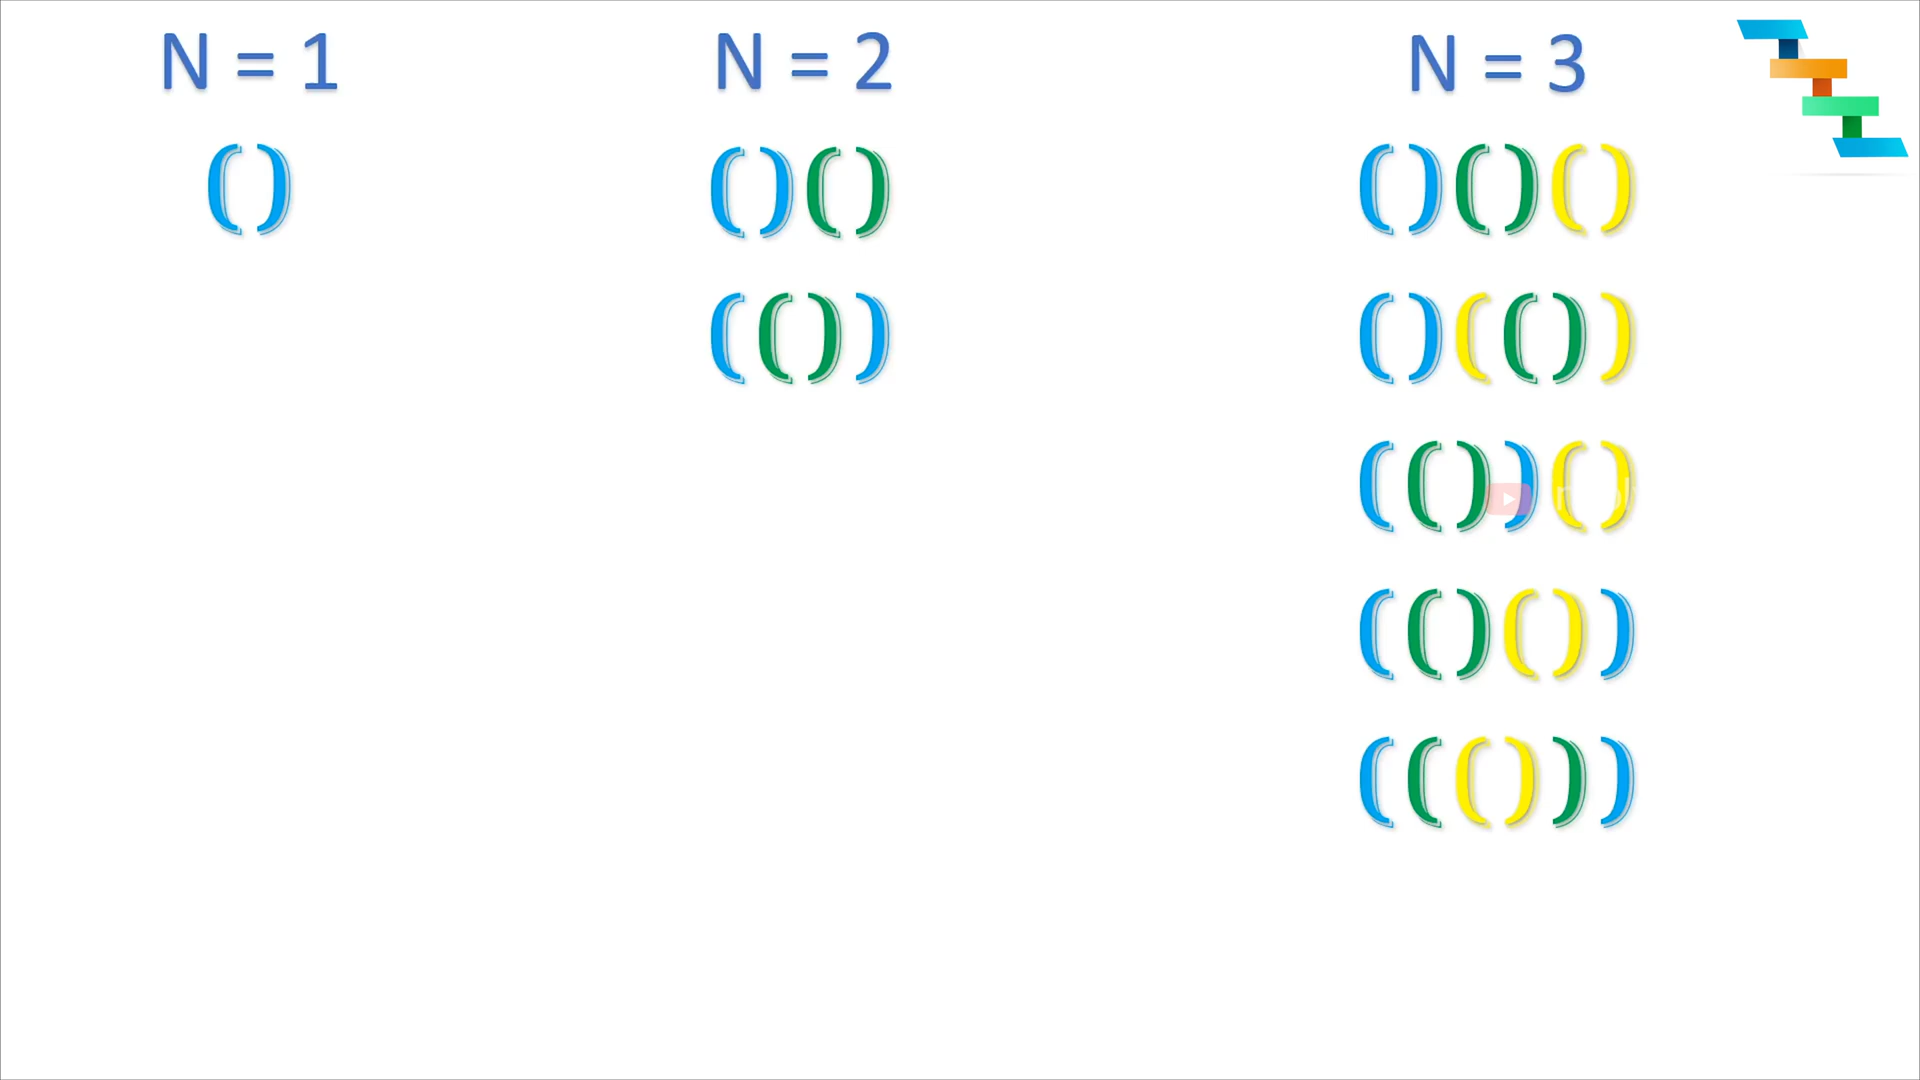 N = 1
N = 2
N = 3
()
()()
()()()
(())
()(())
(())()
(()())
((()))